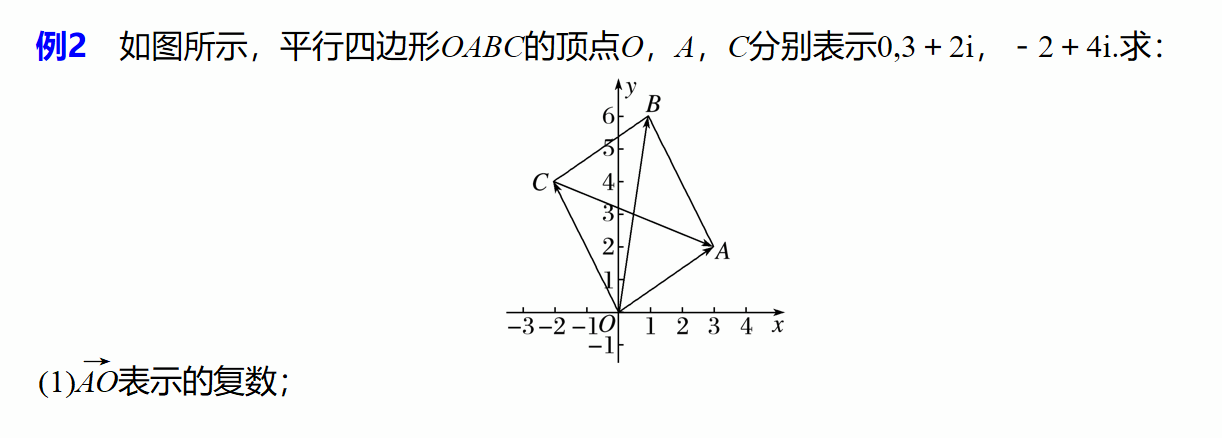 例2 如图所示，平行四边形OABC的顶点O，A，C分别表示0,3＋2i，－2＋4i.求：
y
B
6
5
C
4
3
2
A
1
−3 −2 −1 O 1 2 3 4 x
−1
(1)$\overrightarrow{AO}$表示的复数；